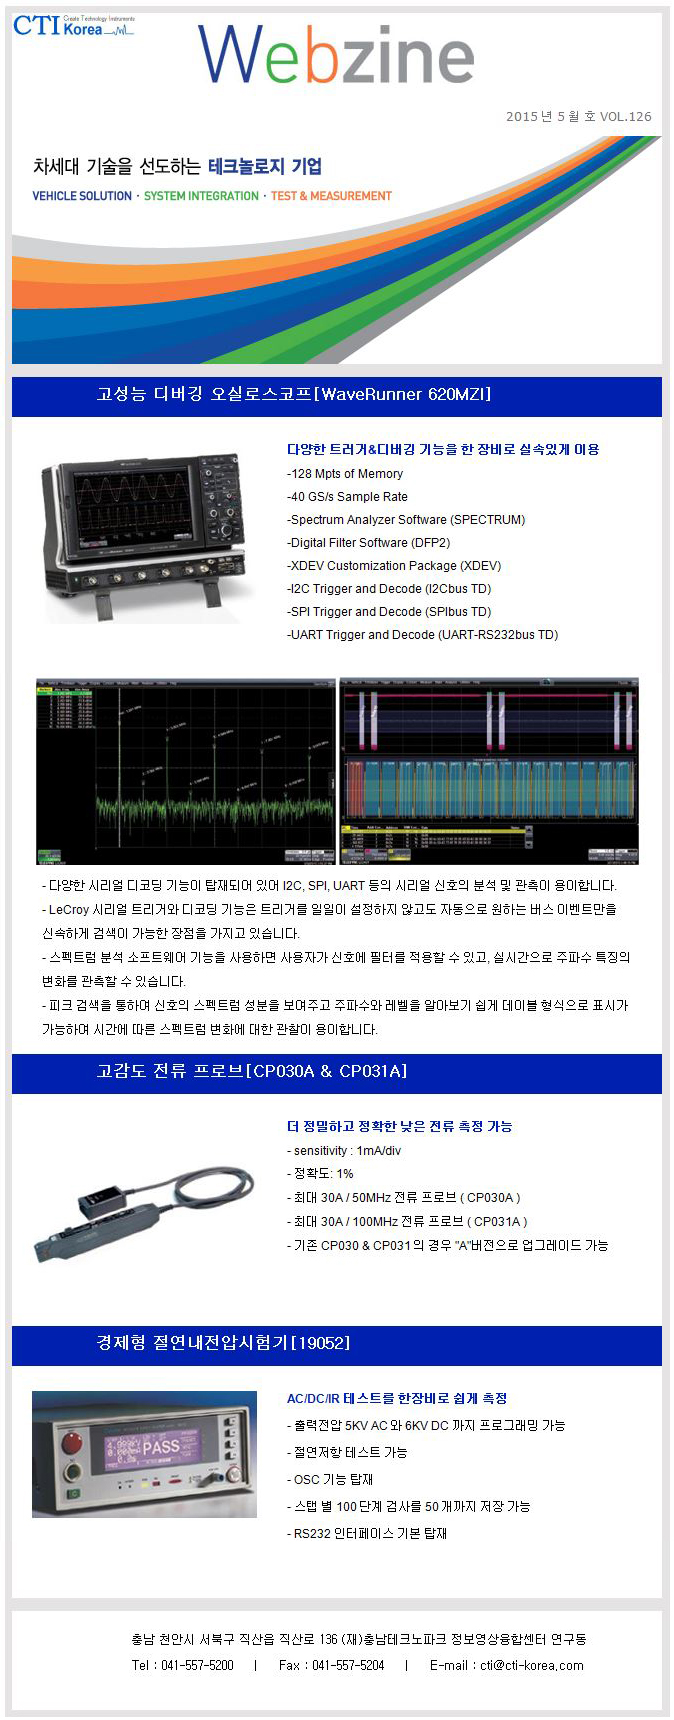 CTI Create Technology Instruments
Korea
Webzine
2015년 5월 호 VOL.126
차세대 기술을 선도하는 테크놀로지 기업
VEHICLE SOLUTION · SYSTEM INTEGRATION · TEST & MEASUREMENT
고성능 디버깅 오실로스코프[WaveRunner 620MZI]
다양한 트러거&디버깅 기능을 한 장비로 실속있게 이용
-128 Mpts of Memory
-40 GS/s Sample Rate
-Spectrum Analyzer Software (SPECTRUM)
-Digital Filter Software (DFP2)
-XDEV Customization Package (XDEV)
-I2C Trigger and Decode (I2Cbus TD)
-SPI Trigger and Decode (SPIbus TD)
-UART Trigger and Decode (UART-RS232bus TD)
- 다양한 시리얼 디코딩 기능이 탑재되어 있어 I2C, SPI, UART 등의 시리얼 신호의 분석 및 관측이 용이합니다.
- LeCroy 시리얼 트리거와 디코딩 기능은 트리거를 일일이 설정하지 않고도 자동으로 원하는 버스 이벤트만을
신속하게 검색이 가능한 장점을 가지고 있습니다.
- 스펙트럼 분석 소프트웨어 기능을 사용하면 사용자가 신호에 필터를 적용할 수 있고, 실시간으로 주파수 특징의
변화를 관측할 수 있습니다.
- 피크 검색을 통하여 신호의 스펙트럼 성분을 보여주고 주파수와 레벨을 알아보기 쉽게 데이블 형식으로 표시가
가능하며 시간에 따른 스펙트럼 변화에 대한 관찰이 용이합니다.
고감도 전류 프로브[CP030A & CP031A]
더 정밀하고 정확한 낮은 전류 측정 가능
- sensitivity : 1mA/div
- 정확도: 1%
- 최대 30A / 50MHz 전류 프로브 ( CP030A )
- 최대 30A / 100MHz 전류 프로브 ( CP031A )
- 기존 CP030 & CP031의 경우 "A"버전으로 업그레이드 가능
경제형 절연내전압시험기[19052]
PASS
AC/DC/IR 테스트를 한장비로 쉽게 측정
- 출력전압 5KV AC와 6KV DC 까지 프로그래밍 가능
- 절연저항 테스트 가능
- OSC 기능 탑재
- 스탭 별 100단계 검사를 50개까지 저장 가능
- RS232 인터페이스 기본 탑재
충남 천안시 서북구 직산읍 직산로 136 (재)충남테크노파크 정보영상융합센터 연구동
Tel : 041-557-5200 | Fax : 041-557-5204 | E-mail : cti@cti-korea.com